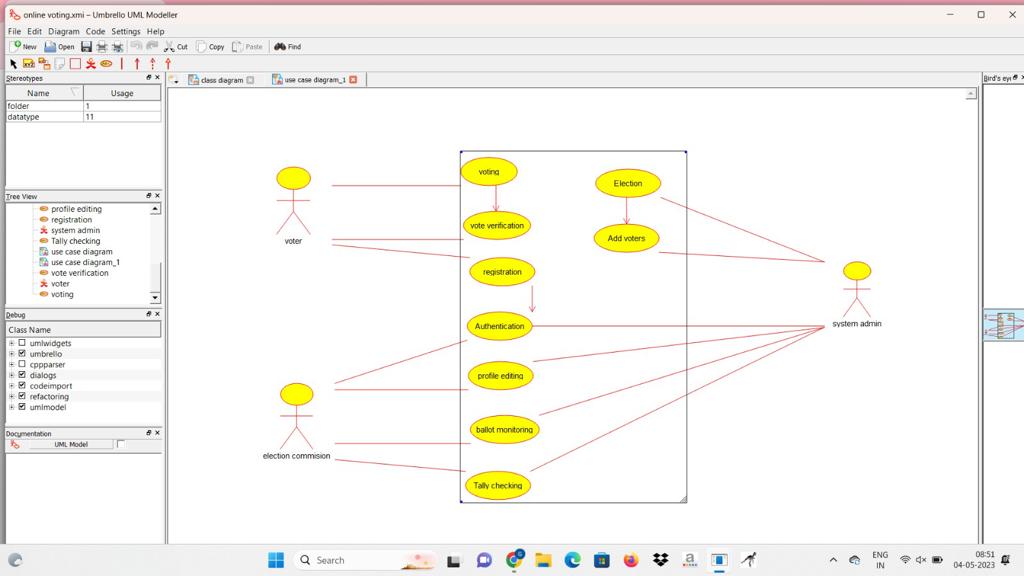 online voting.xmi – Umbrello UML Modeller
File Edit Diagram Code Settings Help
New Open Cut Copy Paste Find
Stereotypes
class diagram use case diagram_1
Bird's ey
Name Usage
folder 1
datatype 11
Tree View
profile editing
registration
system admin
Tally checking
use case diagram
use case diagram_1
vote verification
voter
voting
Debug
Class Name
umlwidgets
umbrello
cppparser
dialogs
codeimport
refactoring
umlmodel
Documentation
UML Model
voter
election commision
voting
vote verification
registration
Authentication
profile editing
ballot monitoring
Tally checking
Election
Add voters
system admin
Search
ENG
IN
08:51
04-05-2023